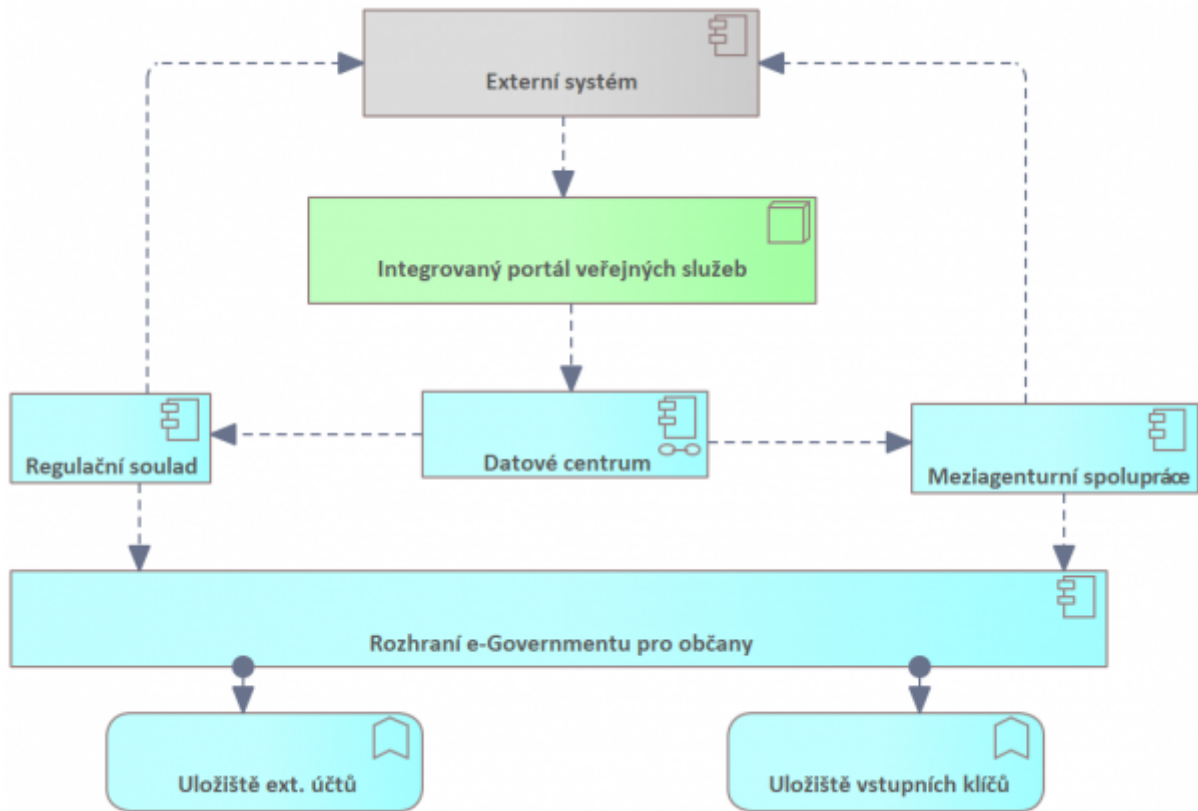 Externí systém
Integrovaný portál veřejných služeb
Regulační soulad
Datové centrum
Meziagenturní spolupráce
Rozhraní e-Governmentu pro občany
Uložiště ext. účtů
Uložiště vstupních klíčů